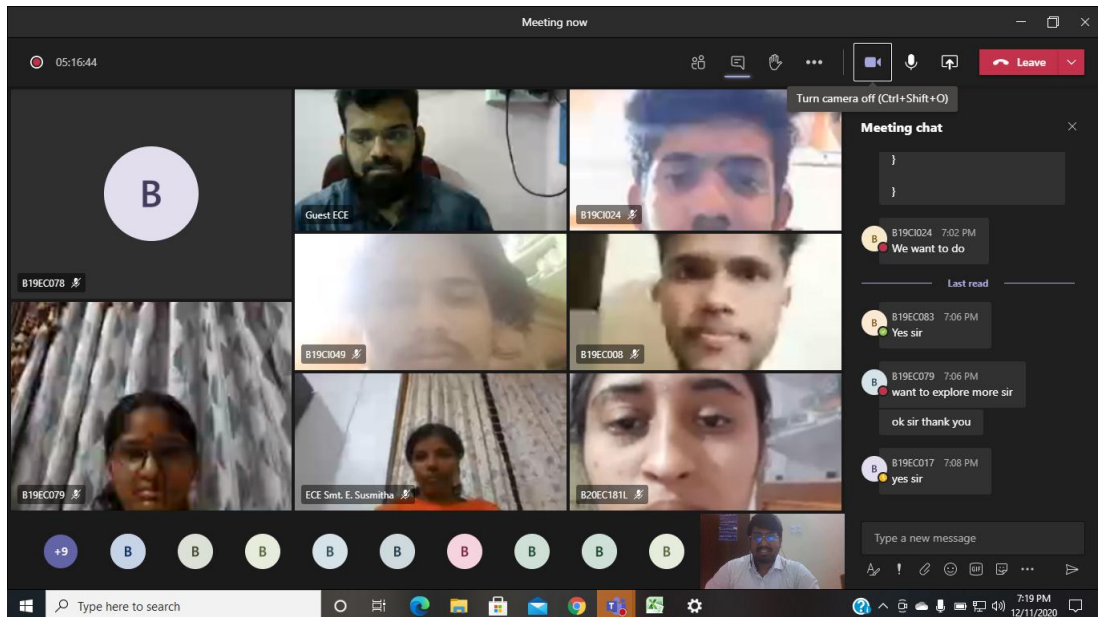 Meeting now
05:16:44
Leave
Turn camera off (Ctrl+Shift+O)
B
B19EC078
Guest ECE
B19CI024
B19CI049
B19EC008
B19EC079
ECE Smt. E. Susmitha
B20EC181L
+9
B
B
B
B
B
B
B
B
B
Meeting chat
}
}
B
B19CI024 7:02 PM
We want to do
Last read
B
B19EC083 7:06 PM
Yes sir
B
B19EC079 7:06 PM
want to explore more sir
ok sir thank you
B
B19EC017 7:08 PM
yes sir
Type a new message
GIF
Type here to search
7:19 PM
12/11/2020